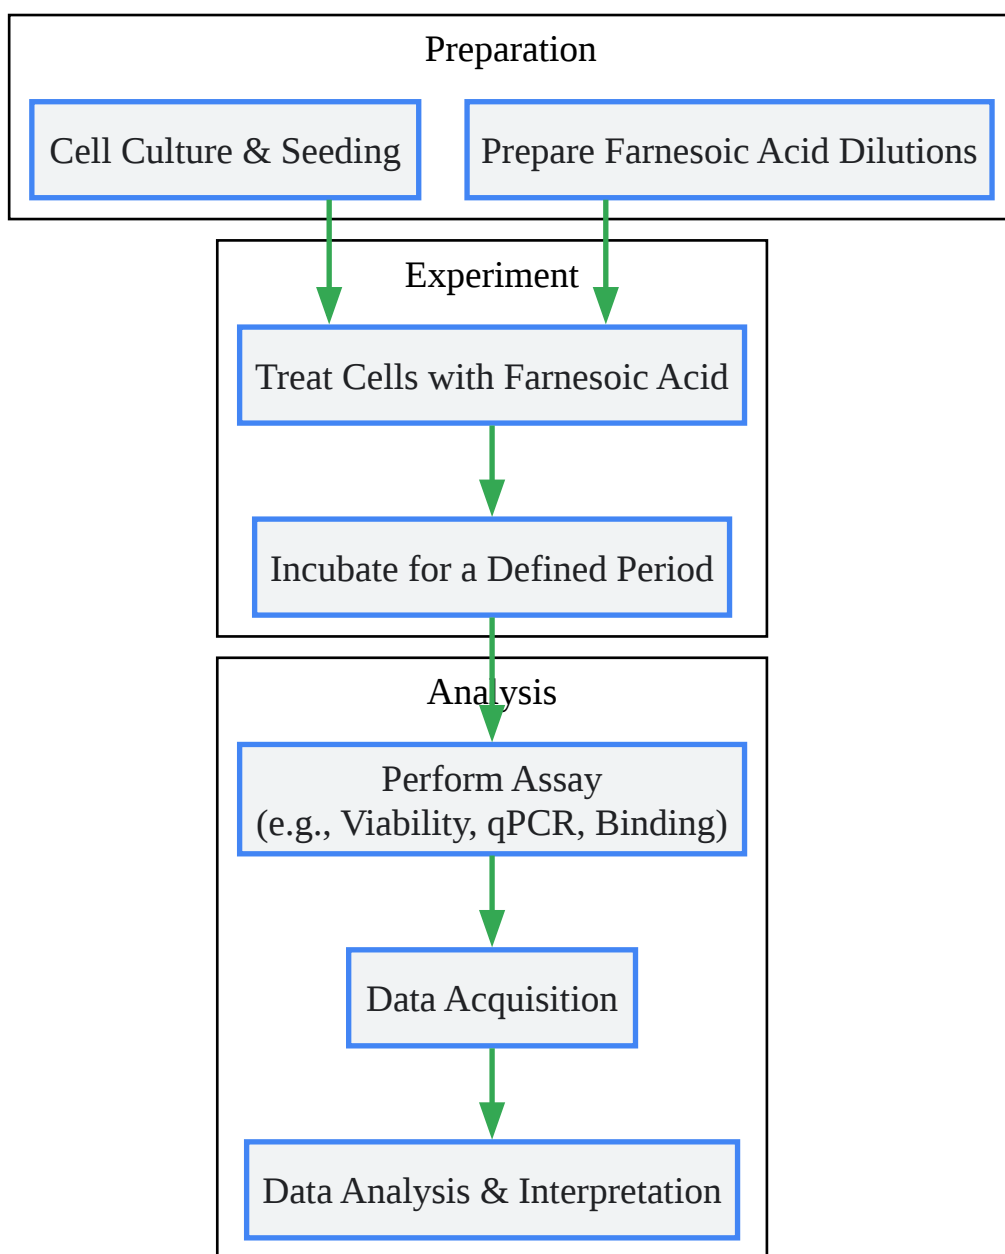 Preparation
Cell Culture & Seeding
Prepare Farnesoic Acid Dilutions
Experiment
Treat Cells with Farnesoic Acid
Incubate for a Defined Period
Analysis
Perform Assay
(e.g., Viability, qPCR, Binding)
Data Acquisition
Data Analysis & Interpretation